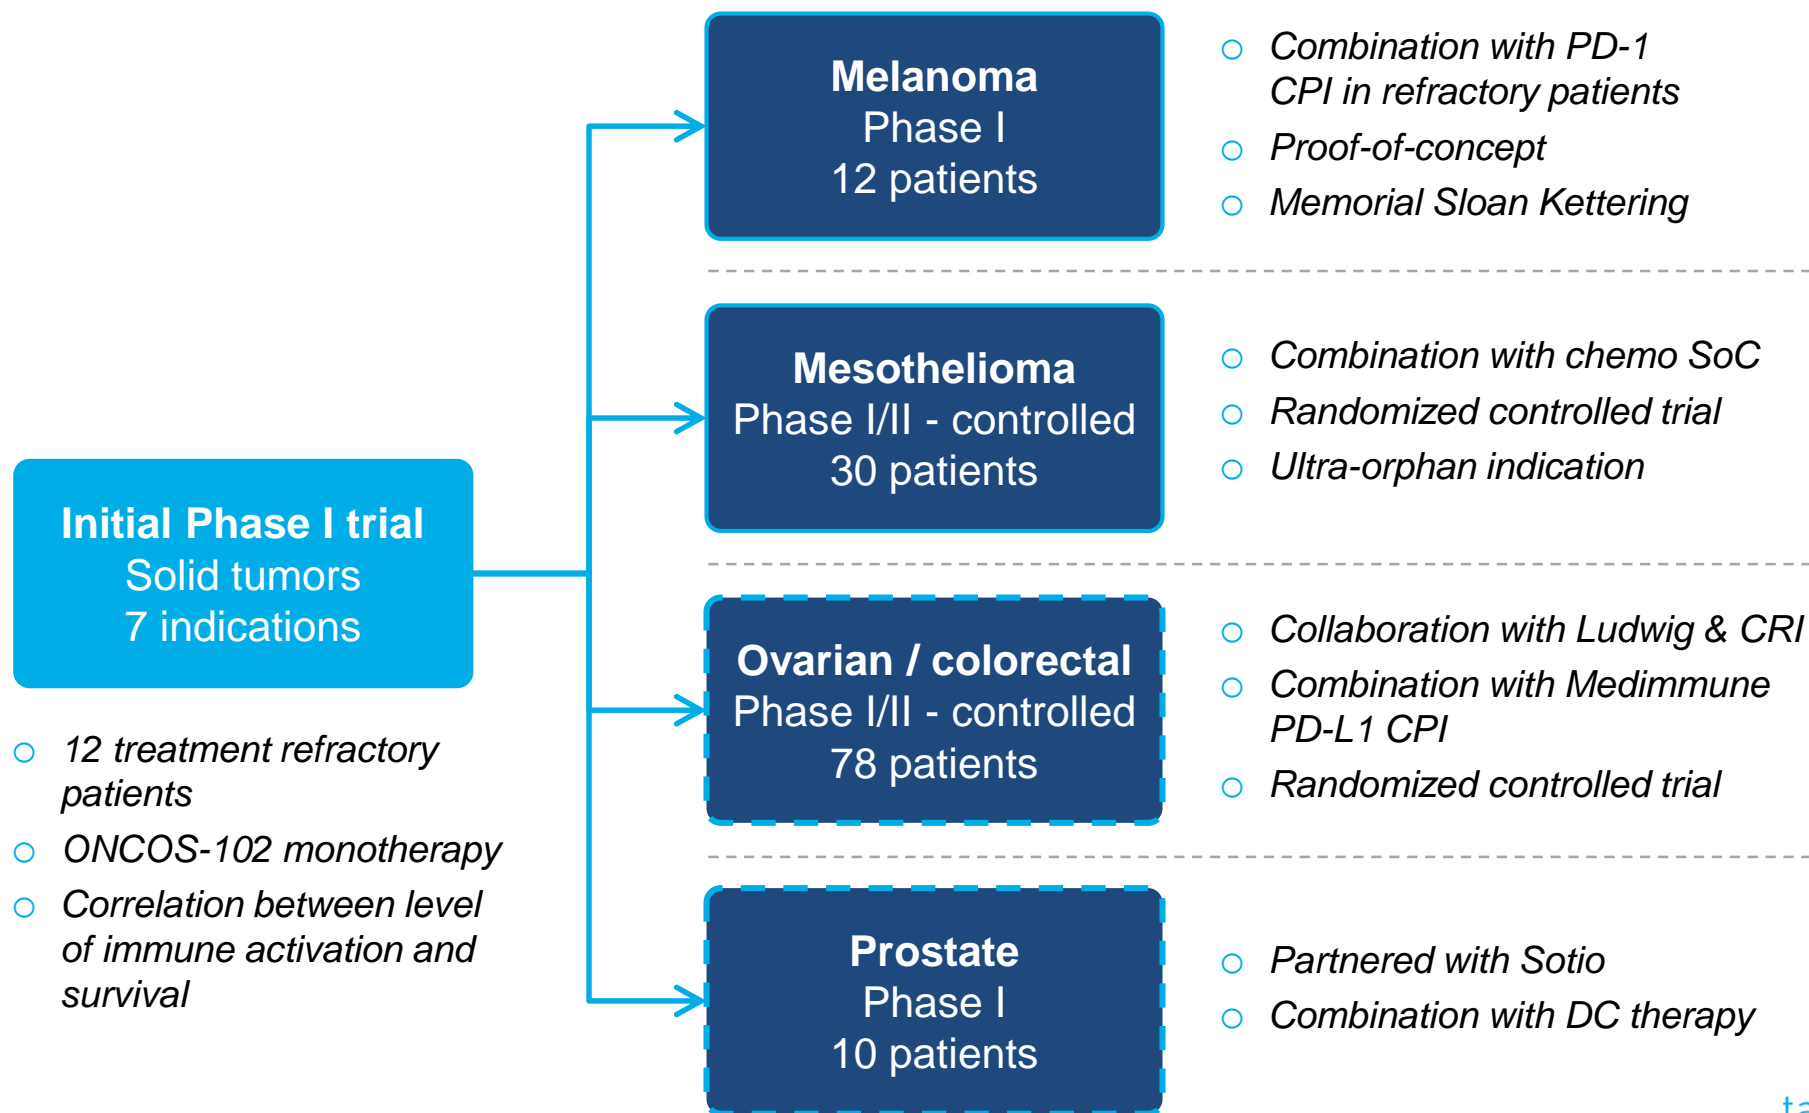 Initial Phase I trial
Solid tumors
7 indications
o 12 treatment refractory
patients
o ONCOS-102 monotherapy
o Correlation between level
of immune activation and
survival
Melanoma
Phase I
12 patients
o Combination with PD-1
CPI in refractory patients
o Proof-of-concept
o Memorial Sloan Kettering
Mesothelioma
Phase I/II - controlled
30 patients
o Combination with chemo SoC
o Randomized controlled trial
o Ultra-orphan indication
Ovarian / colorectal
Phase I/II - controlled
78 patients
o Collaboration with Ludwig & CRI
o Combination with Medimmune
PD-L1 CPI
o Randomized controlled trial
Prostate
Phase I
10 patients
o Partnered with Sotio
o Combination with DC therapy